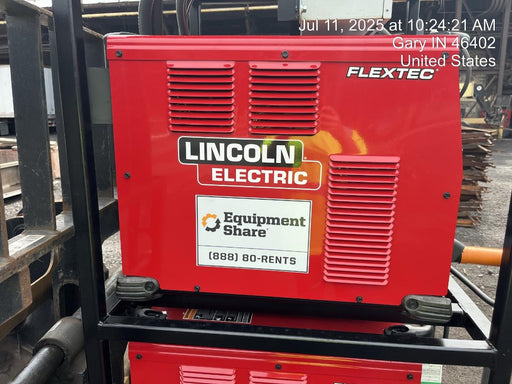 Jul 11, 2025 at 10:24:21 AM
Gary IN 46402
United States
FLEXTEC
LINCOLN
ELECTRIC
Equipment
Share
(888) 80-RENTS